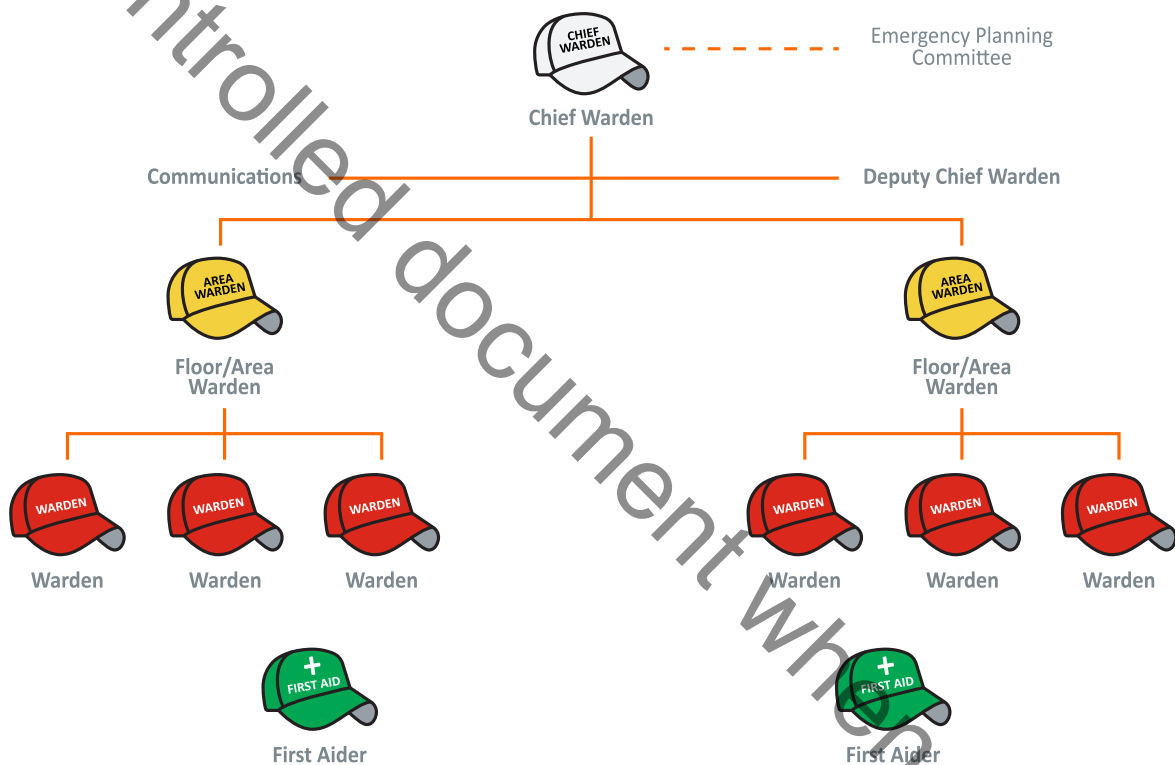 CHIEF
WARDEN
Emergency Planning
Committee
Chief Warden
Communications
Deputy Chief Warden
AREA
WARDEN
AREA
WARDEN
Floor/Area
Warden
Floor/Area
Warden
WARDEN
WARDEN
WARDEN
WARDEN
WARDEN
WARDEN
Warden
Warden
Warden
Warden
Warden
Warden
FIRST AID
FIRST AID
First Aider
First Aider
ntrolled document when